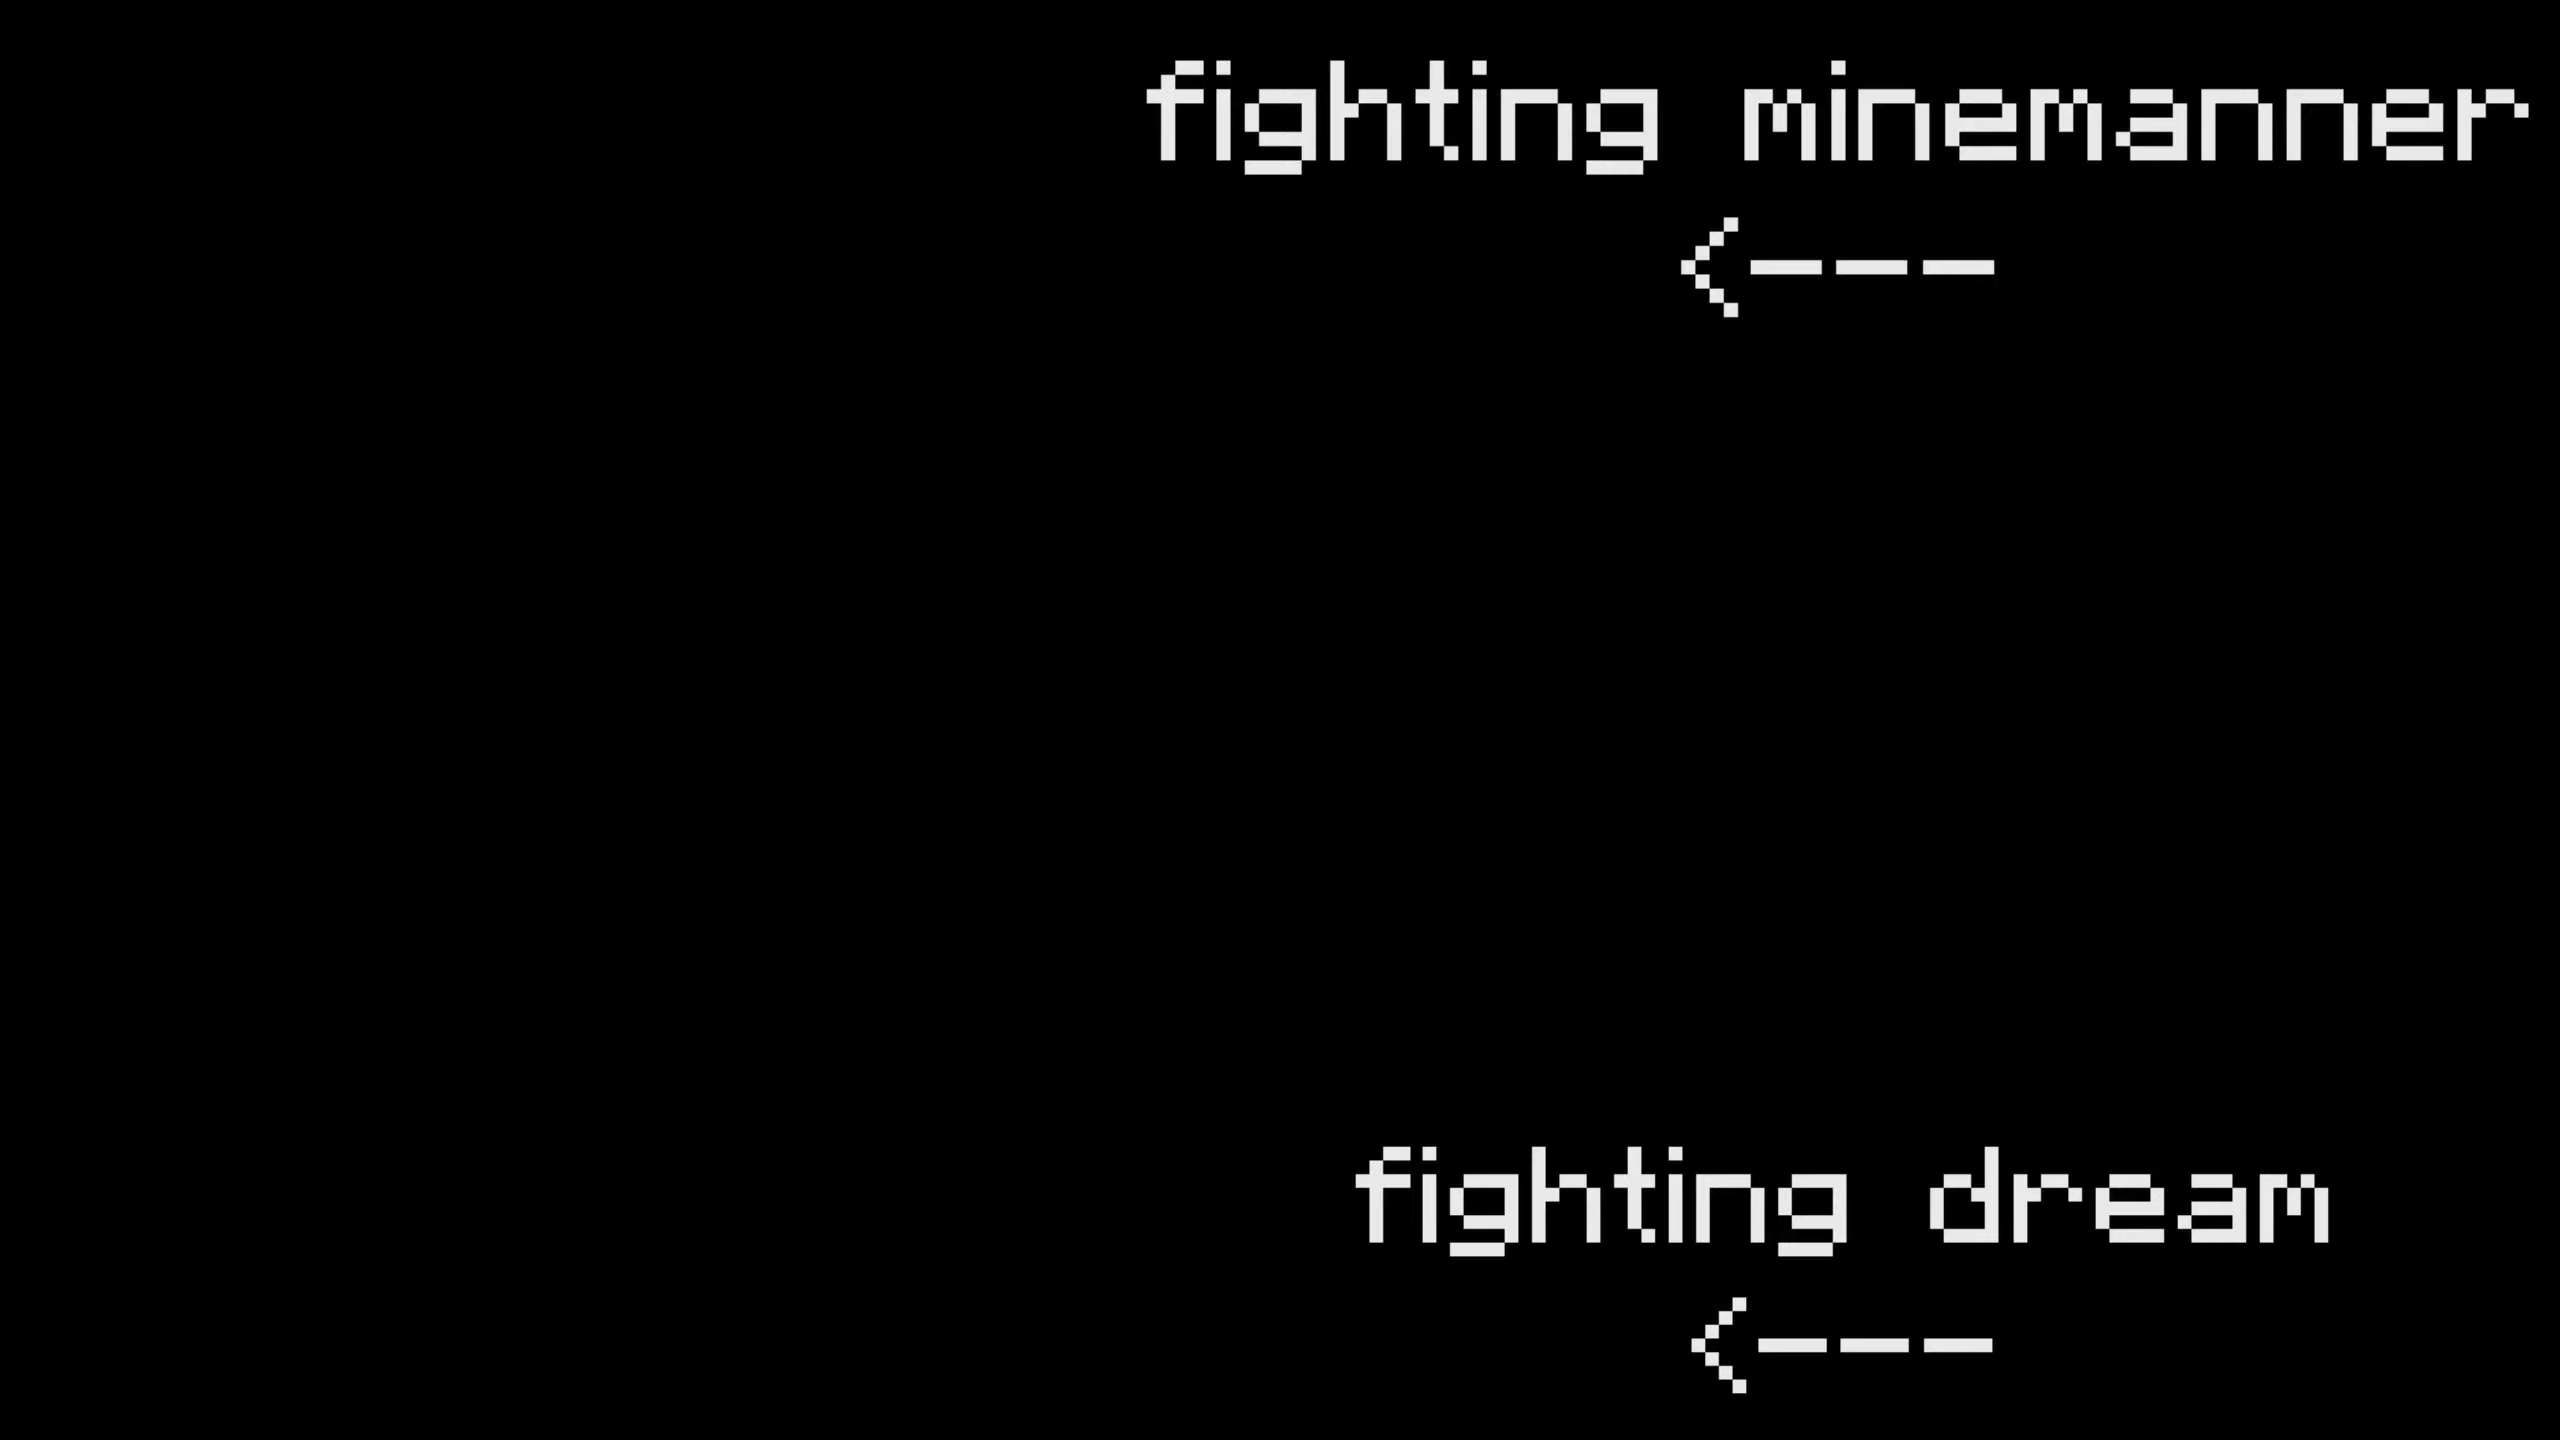 fighting minemanner
<---
fighting dream
<---